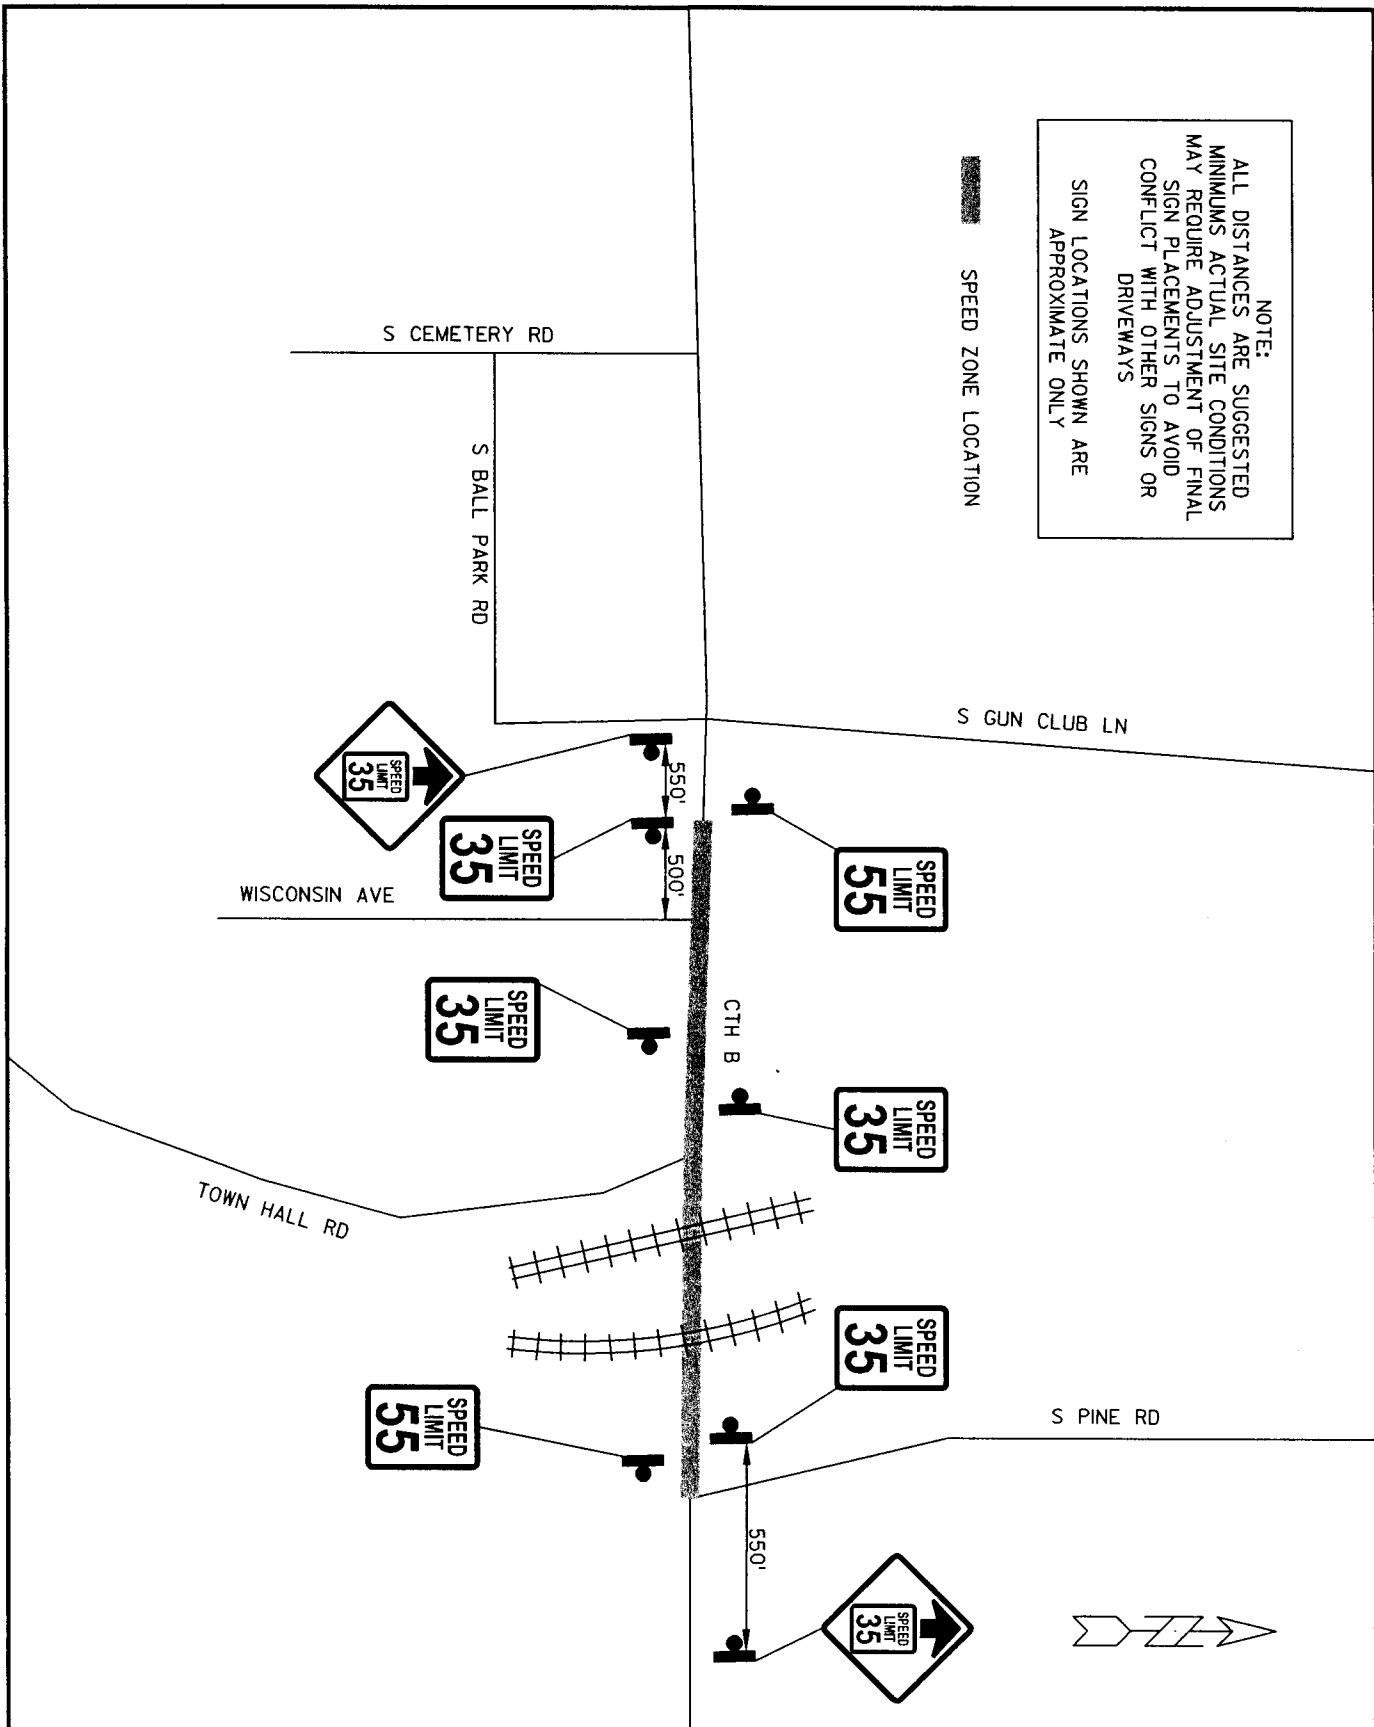 NOTE:
ALL DISTANCES ARE SUGGESTED
MINIMUMS ACTUAL SITE CONDITIONS
MAY REQUIRE ADJUSTMENT OF FINAL
SIGN PLACEMENTS TO AVOID
CONFLICT WITH OTHER SIGNS OR
DRIVEWAYS
SIGN LOCATIONS SHOWN ARE
APPROXIMATE ONLY
SPEED ZONE LOCATION
S CEMETERY RD
S BALL PARK RD
S GUN CLUB LN
SPEED
LIMIT
35
550'
SPEED
LIMIT
35
500'
SPEED
LIMIT
55
WISCONSIN AVE
SPEED
LIMIT
35
CTH B
SPEED
LIMIT
35
TOWN HALL RD
SPEED
LIMIT
35
SPEED
LIMIT
55
S PINE RD
550'
SPEED
LIMIT
35
N